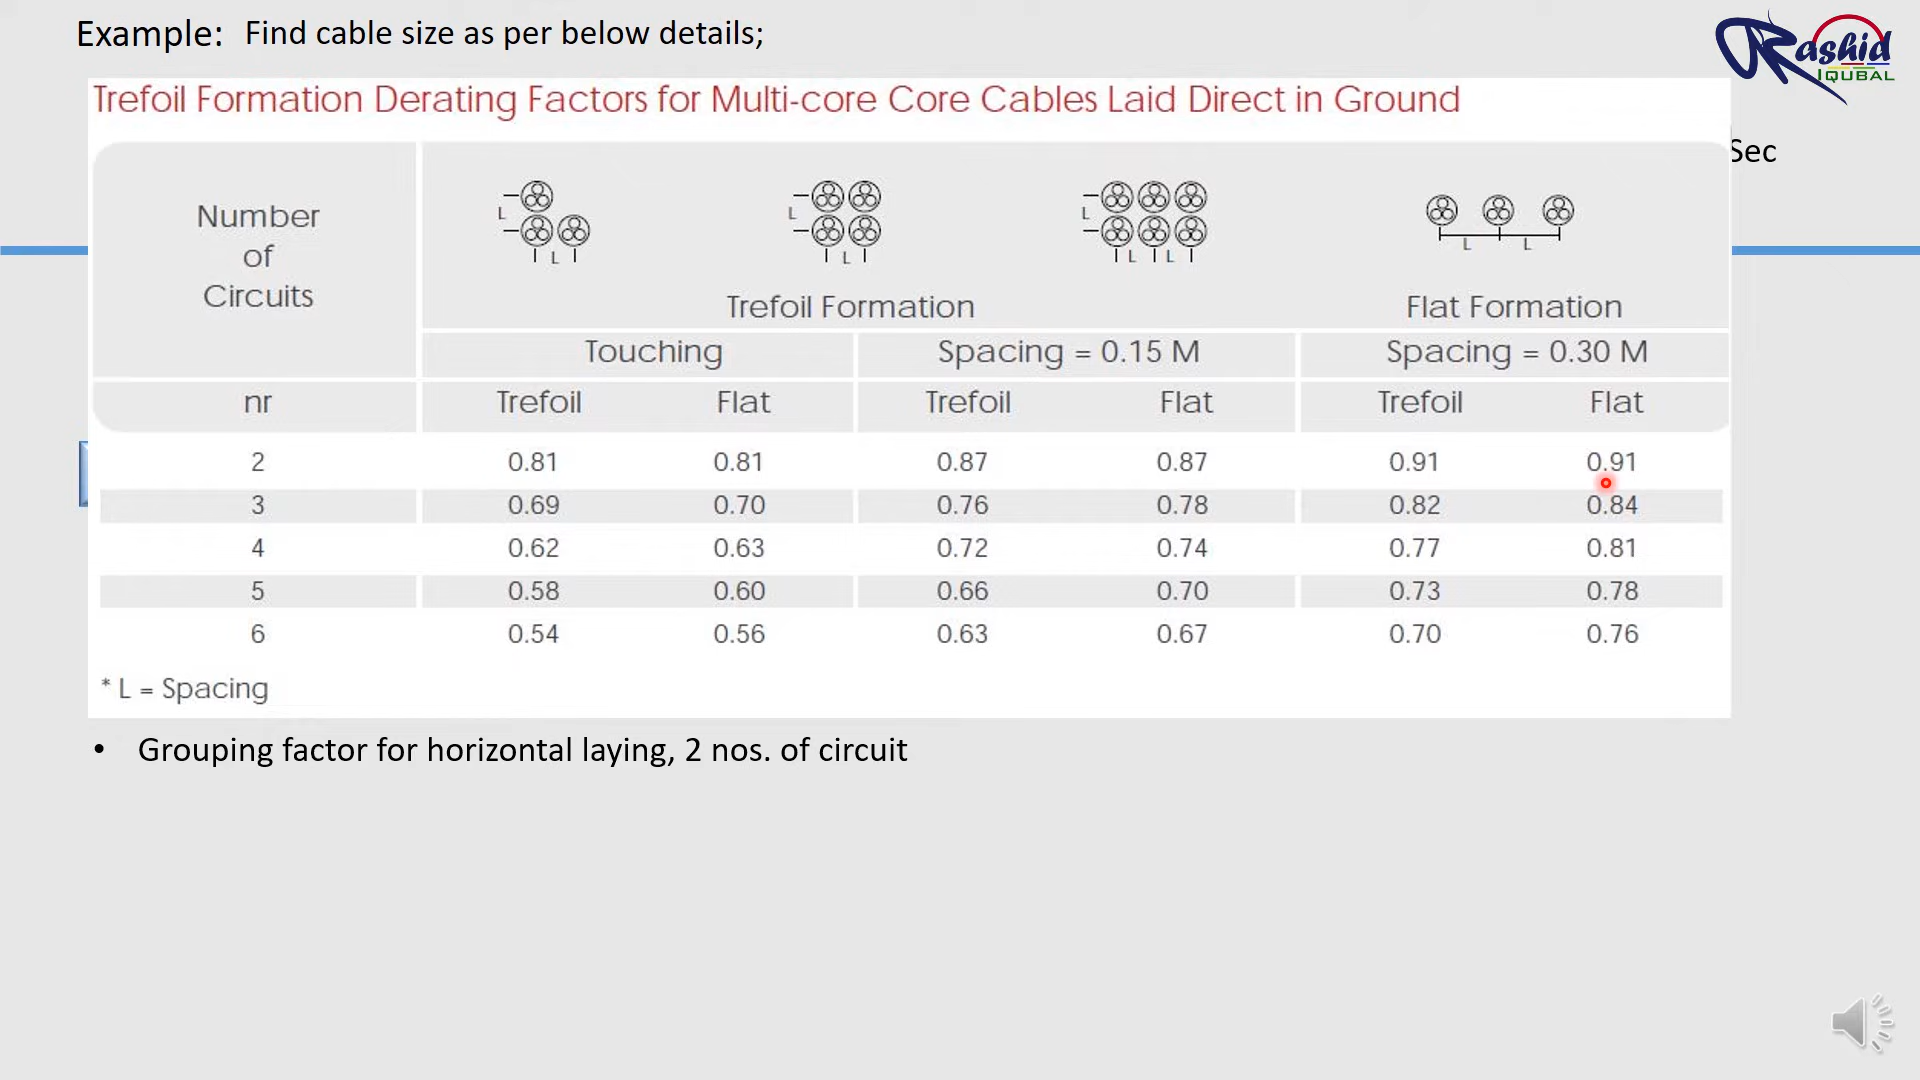 Example: Find cable size as per below details;
Rashid
IQUBAL
Trefoil Formation Derating Factors for Multi-core Core Cables Laid Direct in Ground
Sec
Number
of
Circuits
L
L
L
L
L
L
L
L
L
Trefoil Formation
Flat Formation
Touching
Spacing = 0.15 M
Spacing = 0.30 M
nr Trefoil Flat Trefoil Flat Trefoil Flat
2 0.81 0.81 0.87 0.87 0.91 0.91
3 0.69 0.70 0.76 0.78 0.82 0.84
4 0.62 0.63 0.72 0.74 0.77 0.81
5 0.58 0.60 0.66 0.70 0.73 0.78
6 0.54 0.56 0.63 0.67 0.70 0.76
* L = Spacing
• Grouping factor for horizontal laying, 2 nos. of circuit